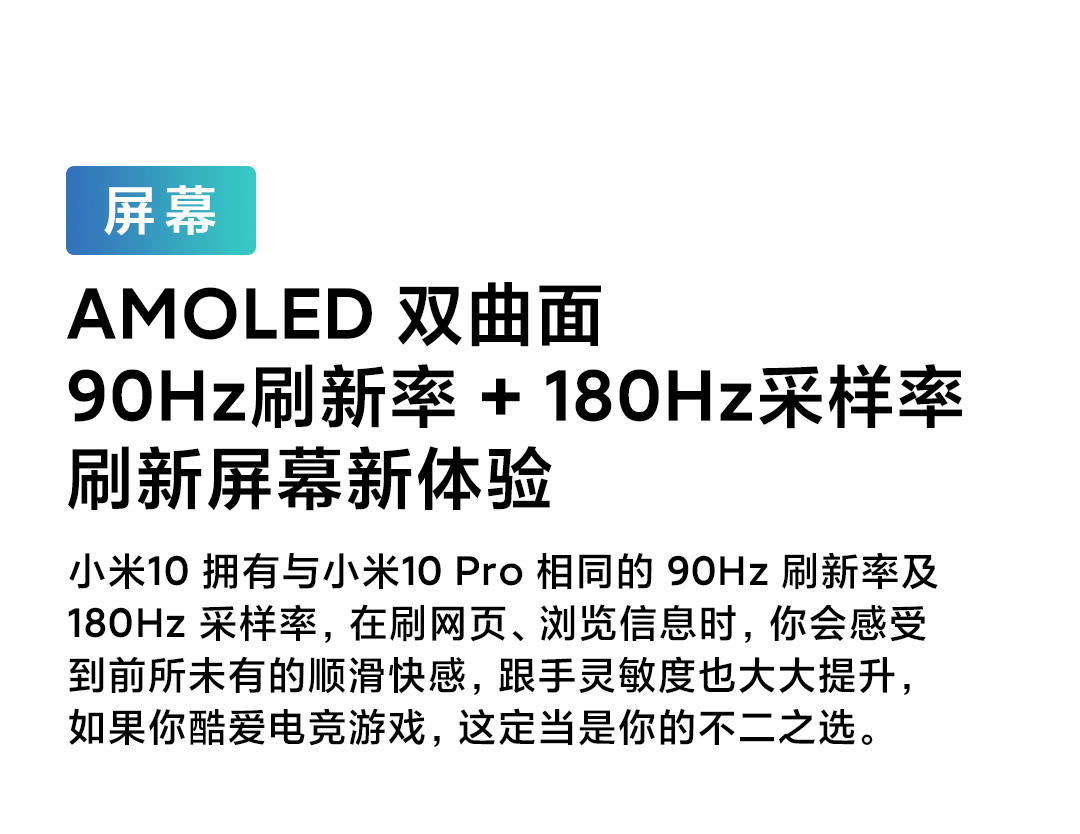 屏幕
AMOLED 双曲面
90Hz刷新率 + 180Hz采样率
刷新屏幕新体验
小米10 拥有与小米10 Pro 相同的 90Hz 刷新率及
180Hz 采样率，在刷网页、浏览信息时，你会感受
到前所未有的顺滑快感，跟手灵敏度也大大提升，
如果你酷爱电竞游戏，这定当是你的不二之选。